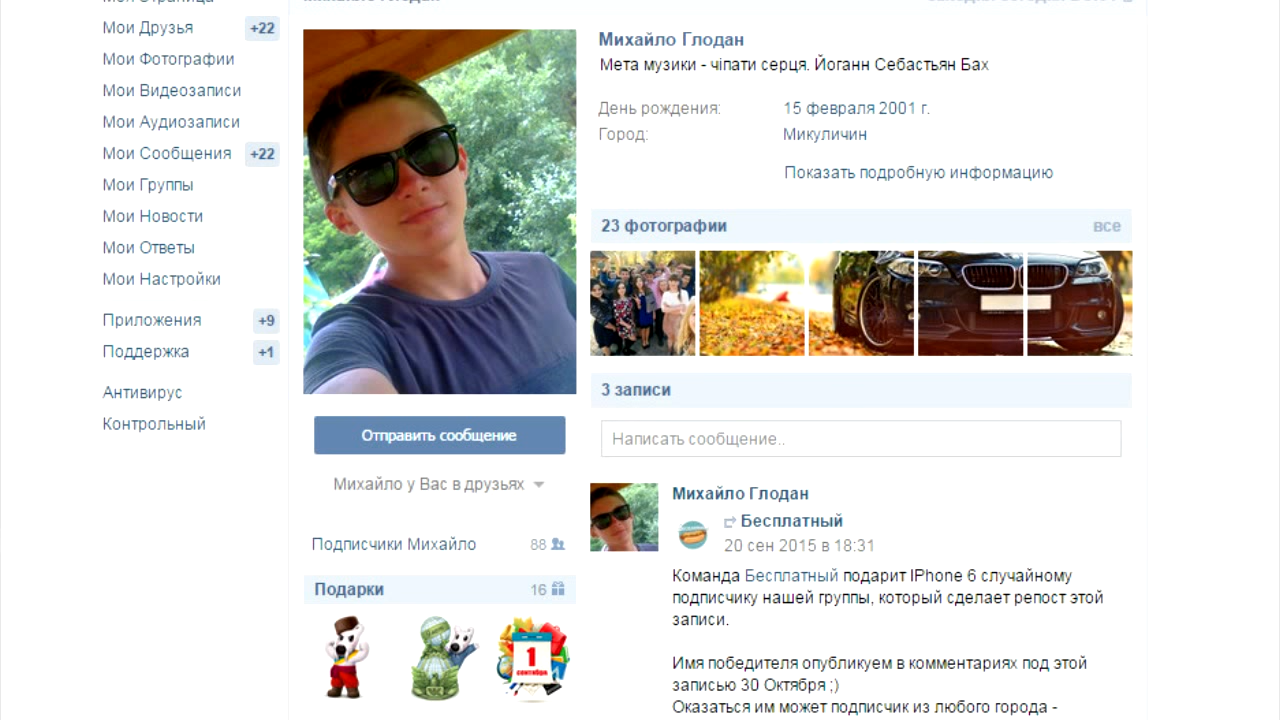 Мои Друзья +22
Мои Фотографии
Мои Видеозаписи
Мои Аудиозаписи
Мои Сообщения +22
Мои Группы
Мои Новости
Мои Ответы
Мои Настройки
Приложения +9
Поддержка +1
Антивирус
Контрольный
Отправить сообщение
Михайло у Вас в друзьях
Подписчики Михайло 88
Подарки 16
1
сентября
Михайло Глодан
Мета музики - чіпати серця. Йоганн Себастьян Бах
День рождения: 15 февраля 2001 г.
Город: Микуличин
Показать подробную информацию
23 фотографии все
3 записи
Написать сообщение..
Михайло Глодан
Бесплатный
20 сен 2015 в 18:31
Команда Бесплатный подарит IPhone 6 случайному
подписчику нашей группы, который сделает репост этой
записи.
Имя победителя опубликуем в комментариях под этой
записью 30 Октября ;)
Оказаться им может подписчик из любого города -